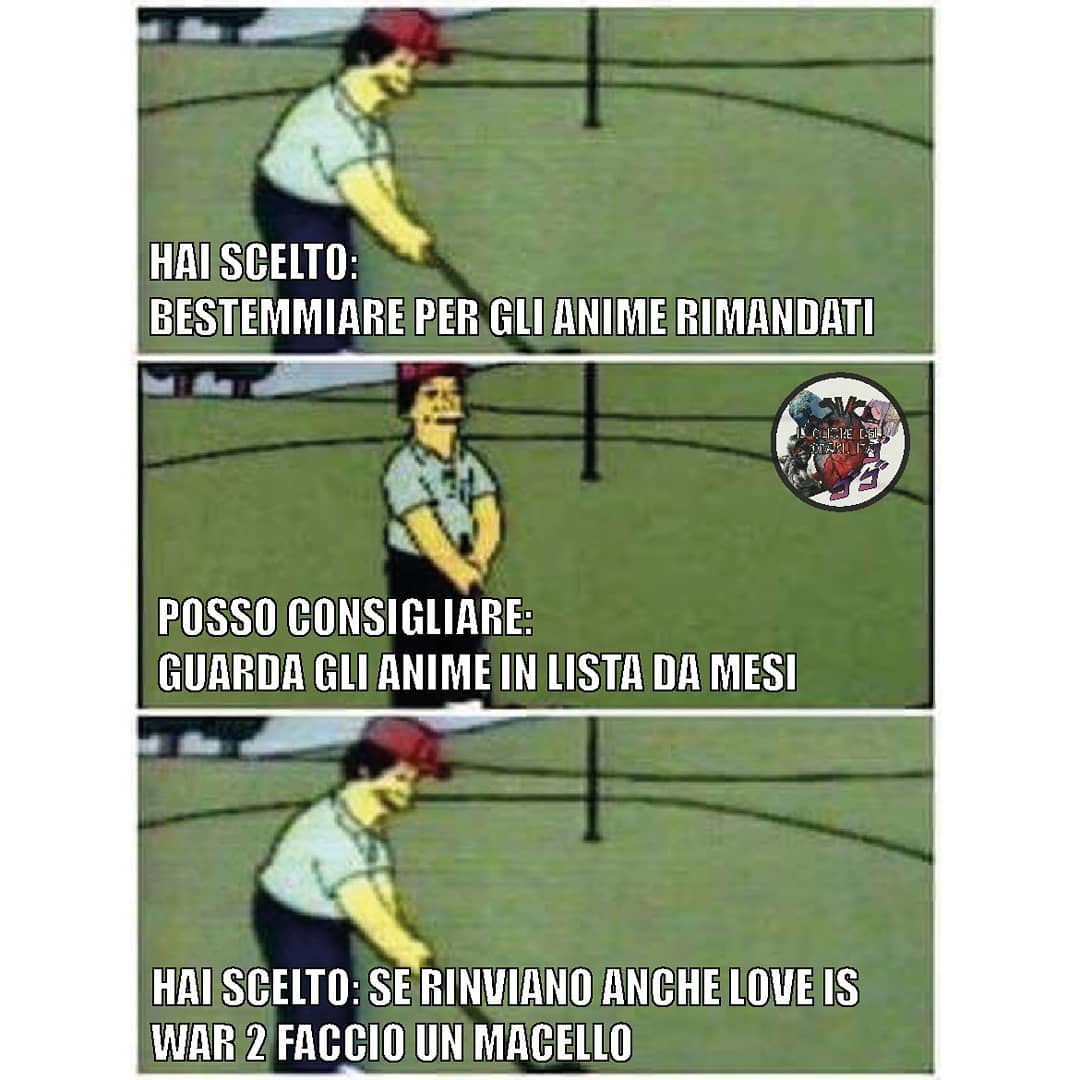 HAI SCELTO:
BESTEMMIARE PER GLI ANIME RIMANDATI
POSSO CONSIGLIARE:
GUARDA GLI ANIME IN LISTA DA MESI
HAI SCELTO: SE RINVIANO ANCHE LOVE IS
WAR 2 FACCIO UN MACELLO